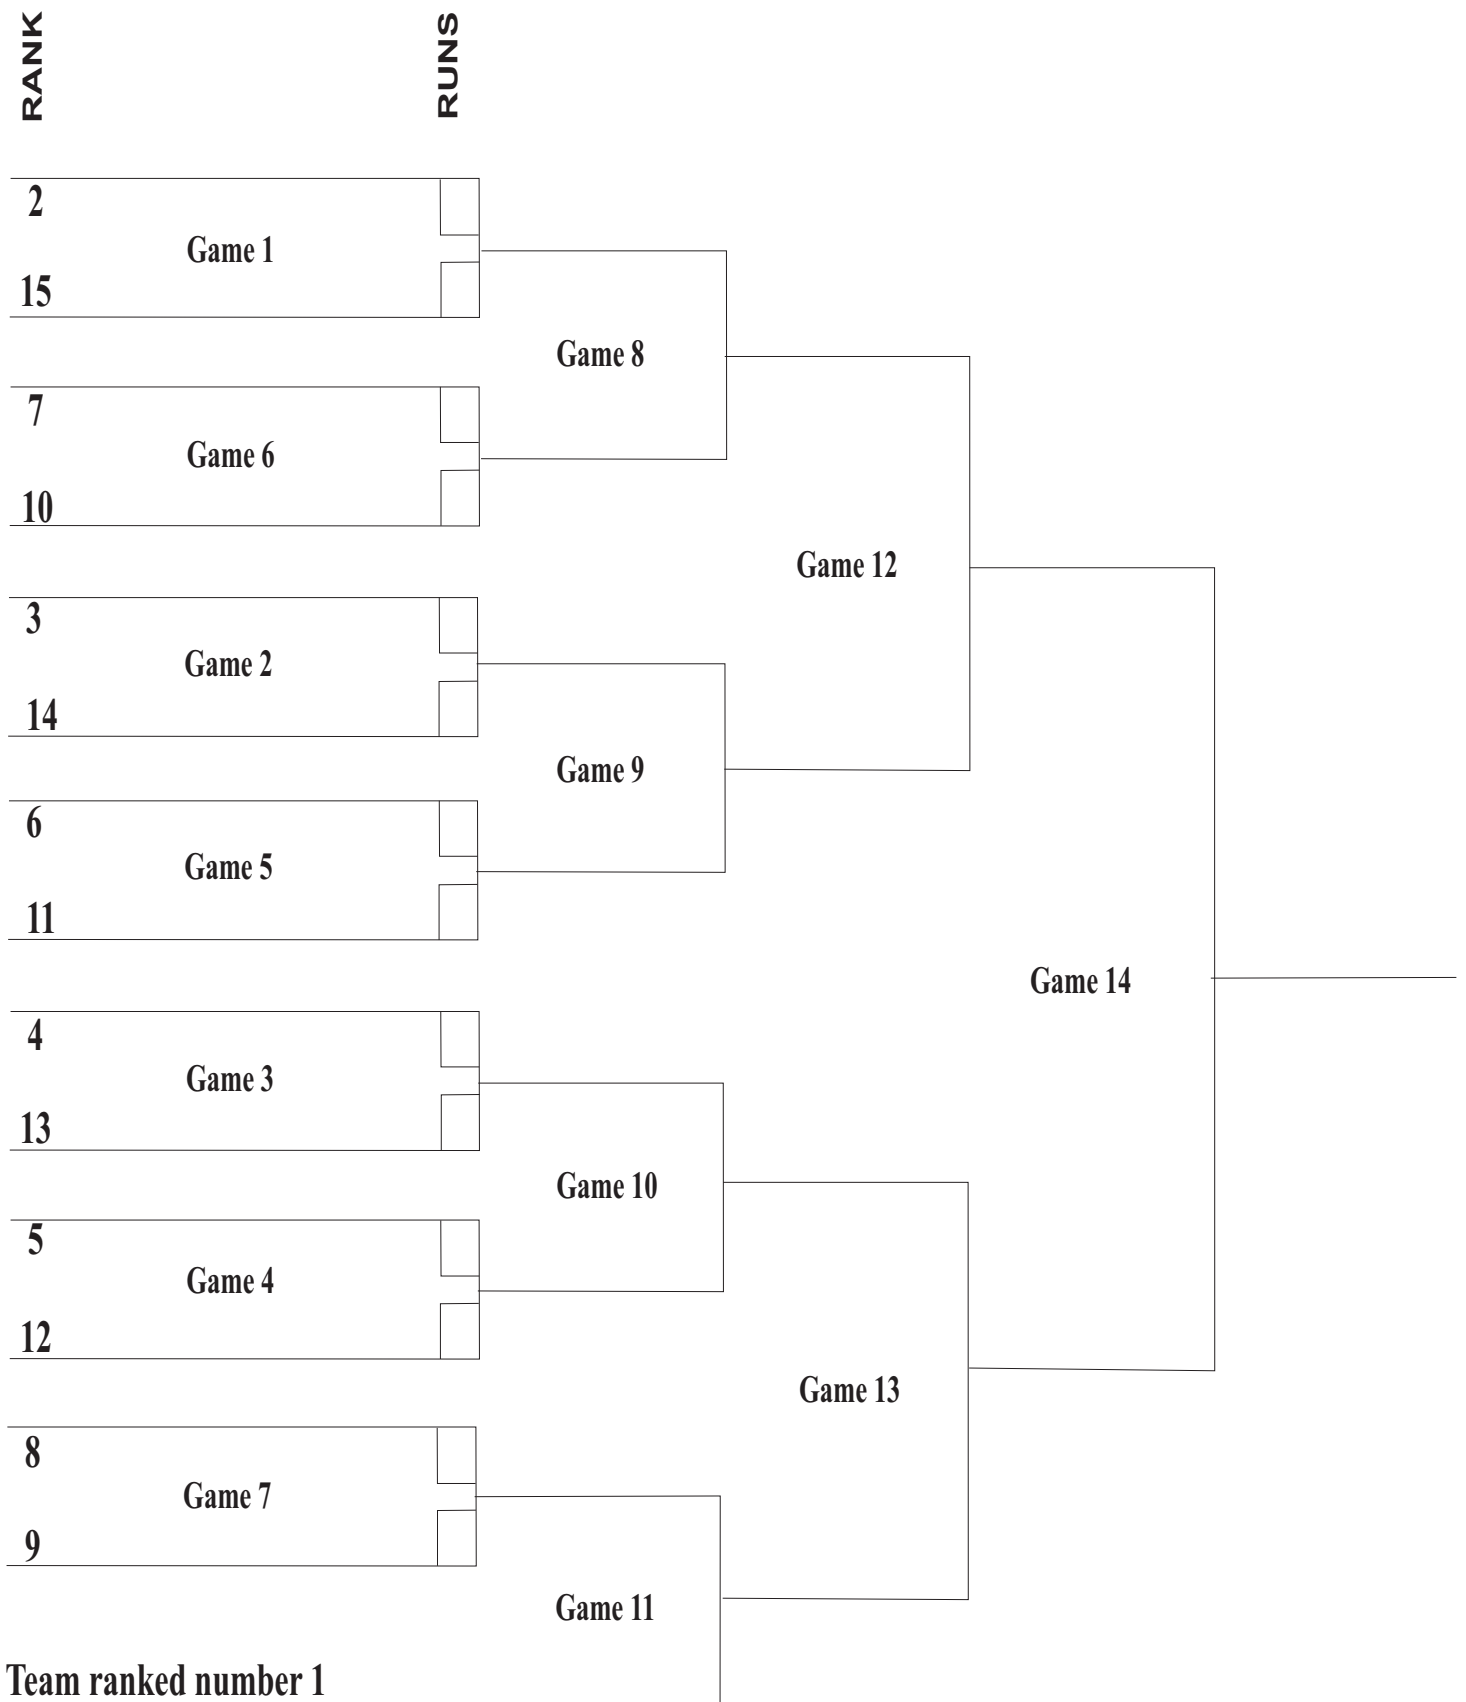 RANK
RUNS
2
Game 1
15
Game 8
7
Game 6
10
Game 12
3
Game 2
14
Game 9
6
Game 5
11
Game 14
4
Game 3
13
Game 10
5
Game 4
12
Game 13
8
Game 7
9
Game 11
Team ranked number 1